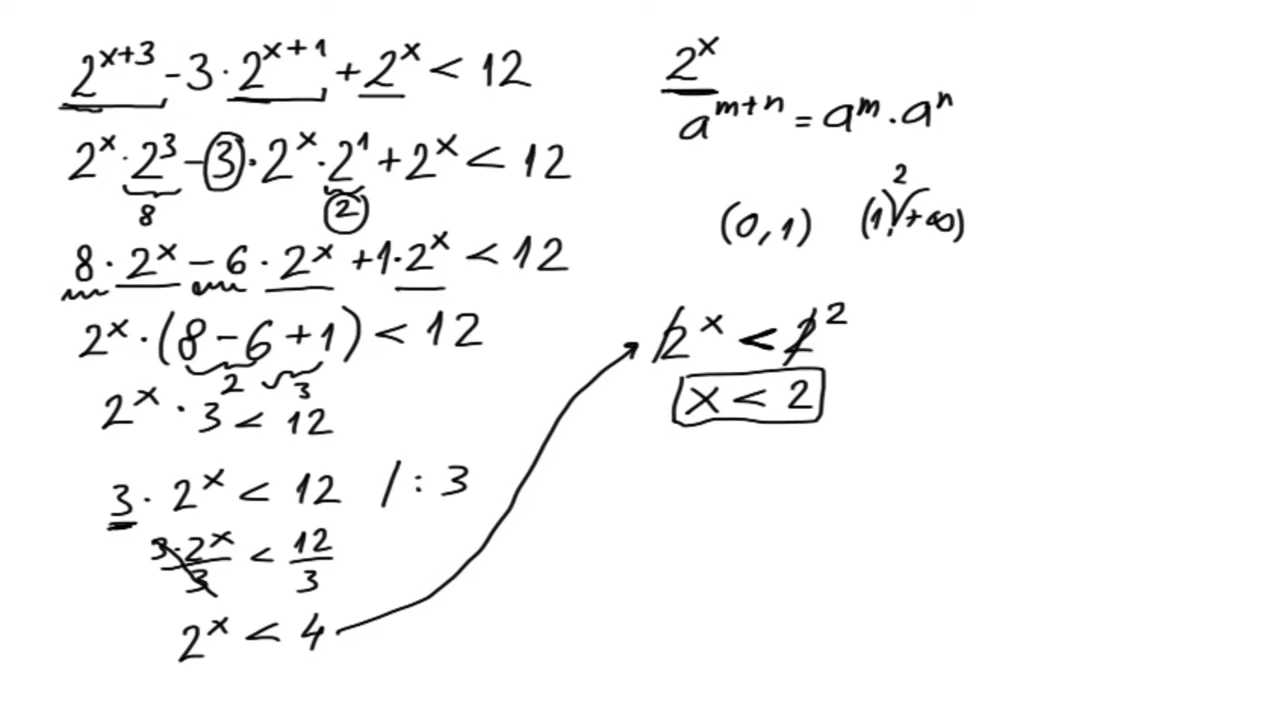 2^{x+3} - 3 · 2^{x+1} + 2^x < 12
2^x · 2^3 - 3 · 2^x · 2^1 + 2^x < 12
8 2
8 · 2^x - 6 · 2^x + 1 · 2^x < 12
2^x · (8 - 6 + 1) < 12
2 3
2^x · 3 < 12
3 · 2^x < 12 / : 3
\frac{3 · 2^x}{3} < \frac{12}{3}
2^x < 4
2^x
a^{m+n} = a^m · a^n
2
(0, 1) (1, +∞)
2^x < 2^2
x < 2